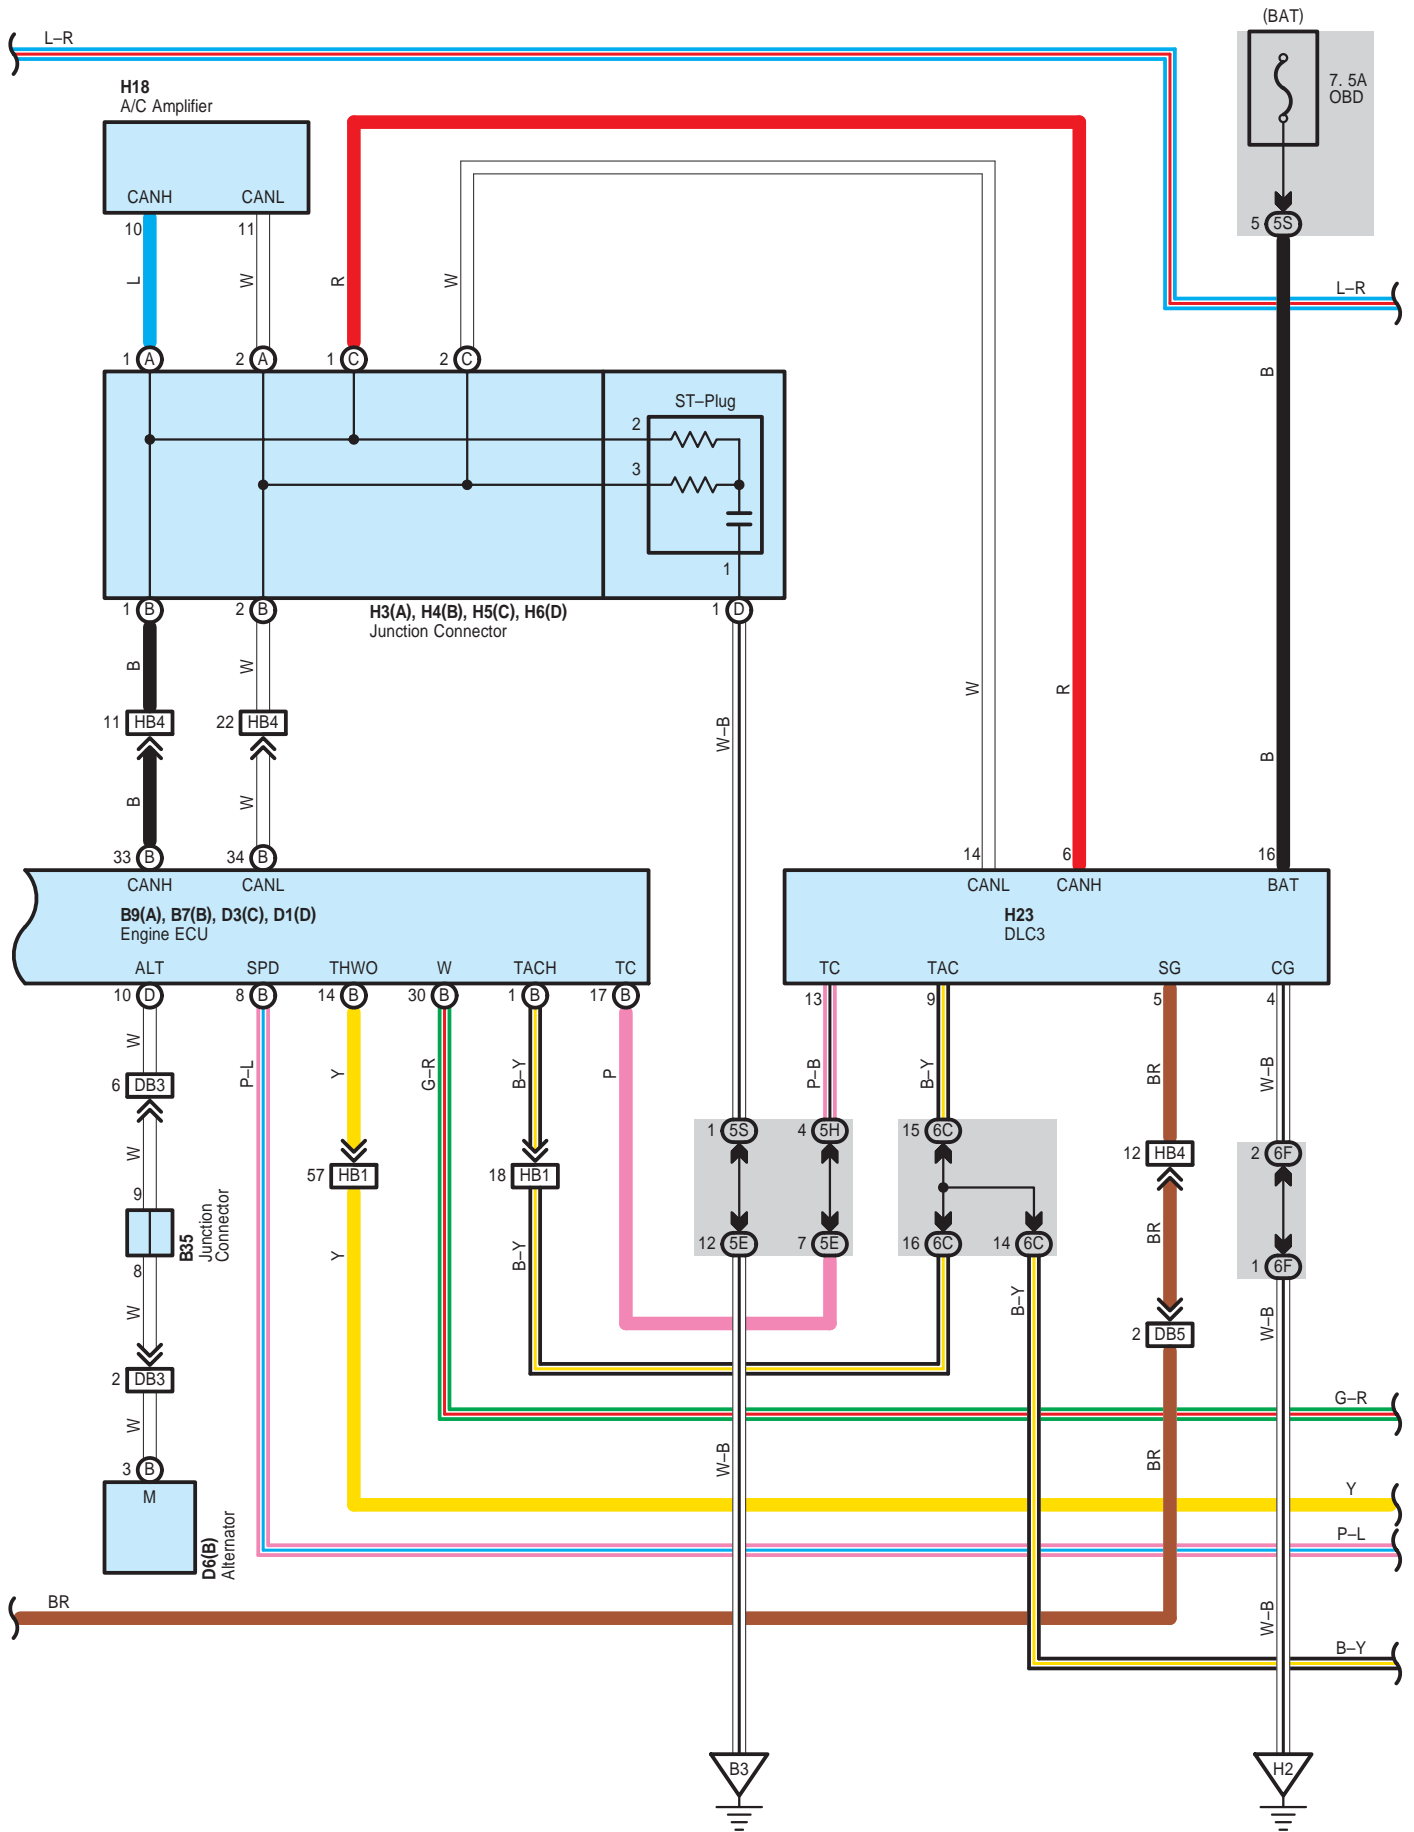 (BAT)
L–R
7. 5A
OBD
H18
A/C Amplifier
CANH CANL
10 11
5 5S
L W R W
L–R
B
1 A 2 A 1 C 2 C
ST–Plug
2
3
1
1 B 2 B 1 D
H3(A), H4(B), H5(C), H6(D)
Junction Connector
B W
W R
W–B
11 HB4 22 HB4
B
B W
33 B 34 B
14 6 16
CANH CANL
CANL CANH BAT
B9(A), B7(B), D3(C), D1(D)
Engine ECU
H23
DLC3
ALT SPD THWO W TACH TC
TC TAC SG CG
10 D 8 B 14 B 30 B 1 B 17 B
13 9 5 4
W P–L Y G–R B–Y P
P–B B–Y BR W–B
6 DB3
1 5S 4 5H 15 6C
W
57 HB1 18 HB1
12 HB4 2 6F
9
B35
Junction
Connector
8
Y B–Y
12 5E 7 5E 16 6C 14 6C
BR
1 6F
W
B–Y
2 DB5
W–B
2 DB3
G–R
W
W–B BR
3 B
M
D6(B)
Alternator
Y
P–L
BR
W–B
B–Y
B3 H2